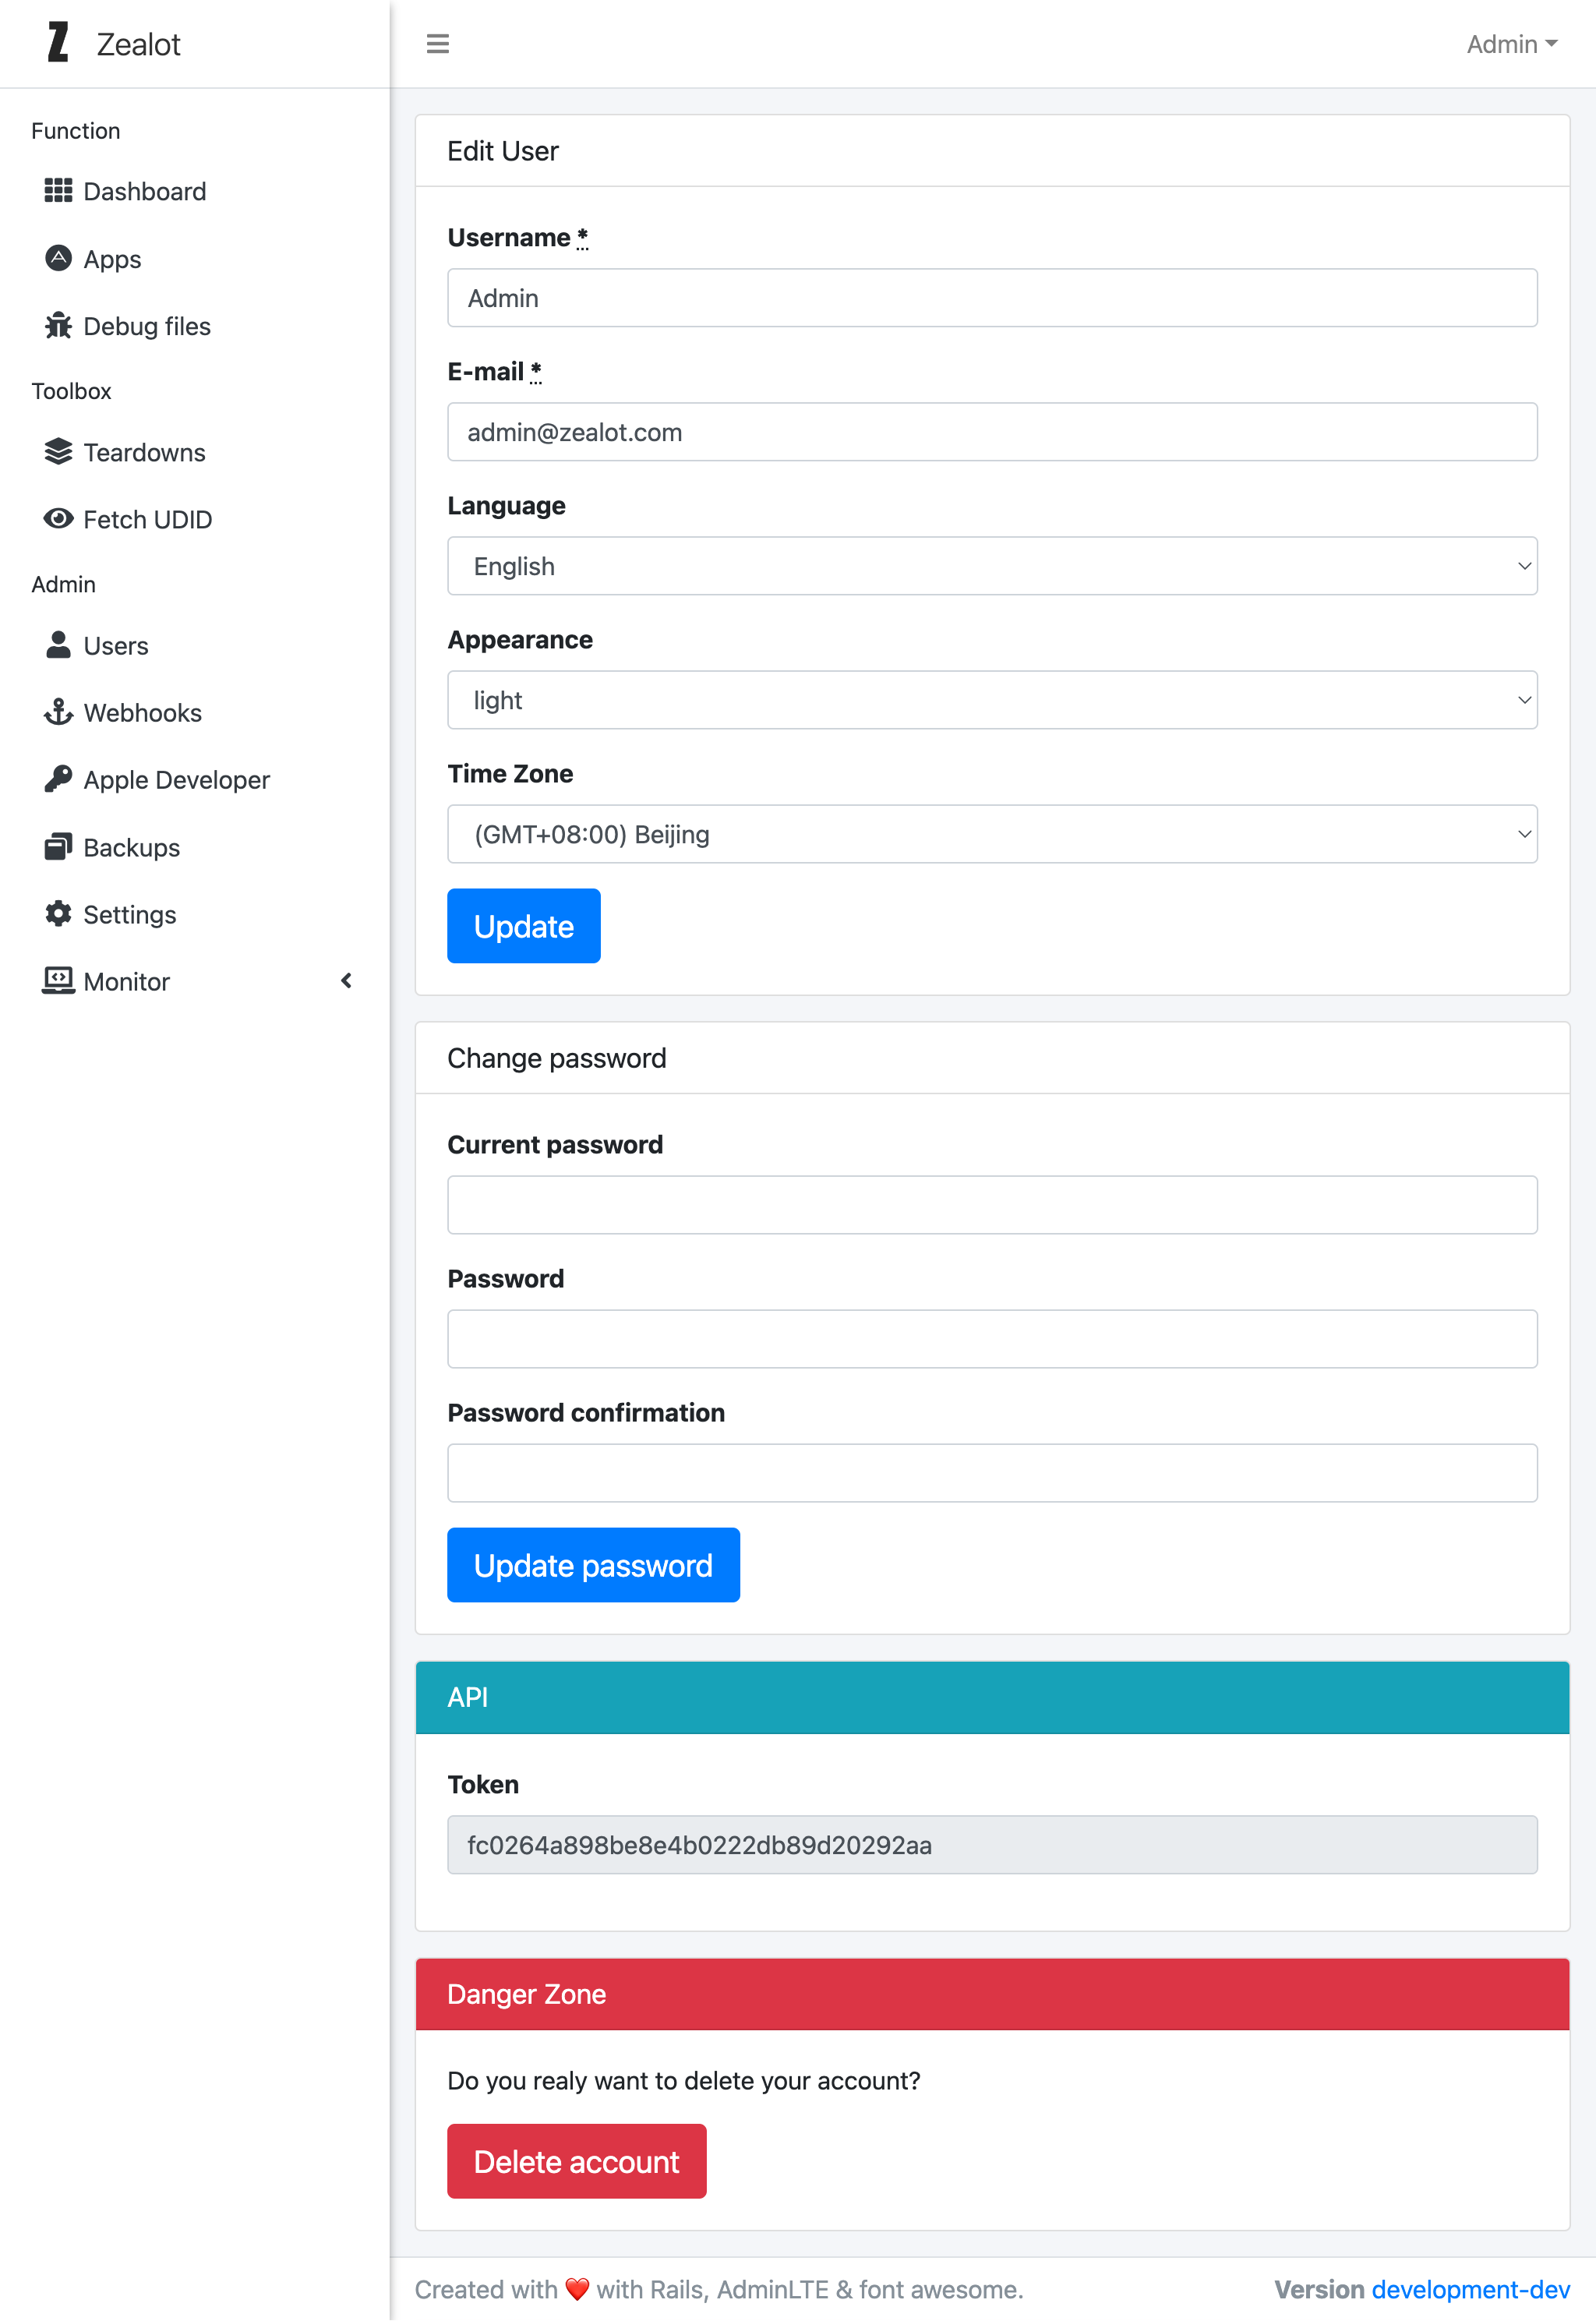 Zealot
Admin
Function
Dashboard
Apps
Debug files
Toolbox
Teardowns
Fetch UDID
Admin
Users
Webhooks
Apple Developer
Backups
Settings
Monitor
Edit User
Username *
Admin
E-mail *
admin@zealot.com
Language
English
Appearance
light
Time Zone
(GMT+08:00) Beijing
Update
Change password
Current password
Password
Password confirmation
Update password
API
Token
fc0264a898be8e4b0222db89d20292aa
Danger Zone
Do you realy want to delete your account?
Delete account
Created with ❤️ with Rails, AdminLTE & font awesome.
Version development-dev